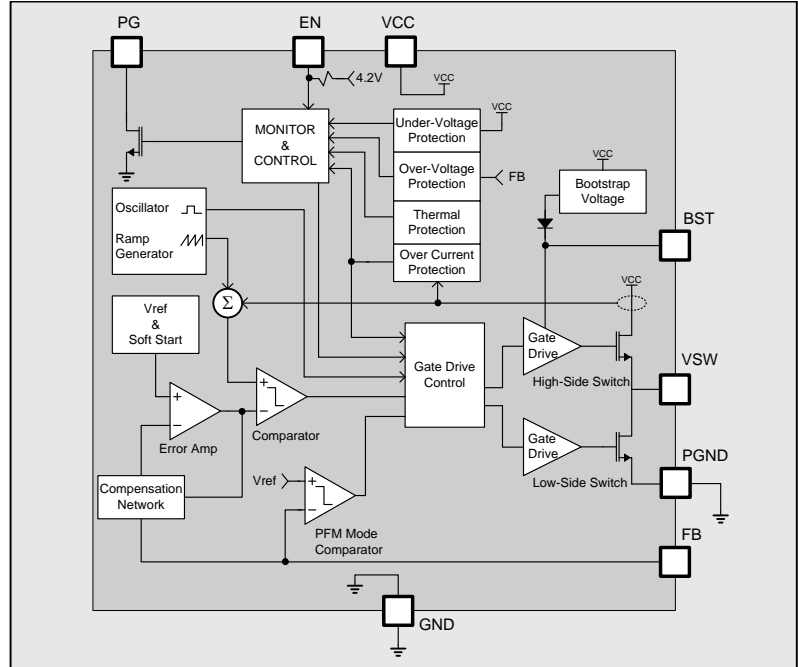 PG
EN
VCC
4.2V
VCC
MONITOR
&
CONTROL
Under-Voltage
Protection
VCC
Over-Voltage
Protection
FB
Thermal
Protection
Over Current
Protection
VCC
Bootstrap
Voltage
BST
Oscillator
Ramp
Generator
Σ
VCC
Vref
&
Soft Start
Gate Drive
Control
Gate
Drive
High-Side Switch
VSW
+
−
Error Amp
+
−
Comparator
Gate
Drive
Low-Side Switch
PGND
Compensation
Network
Vref
+
−
PFM Mode
Comparator
FB
GND